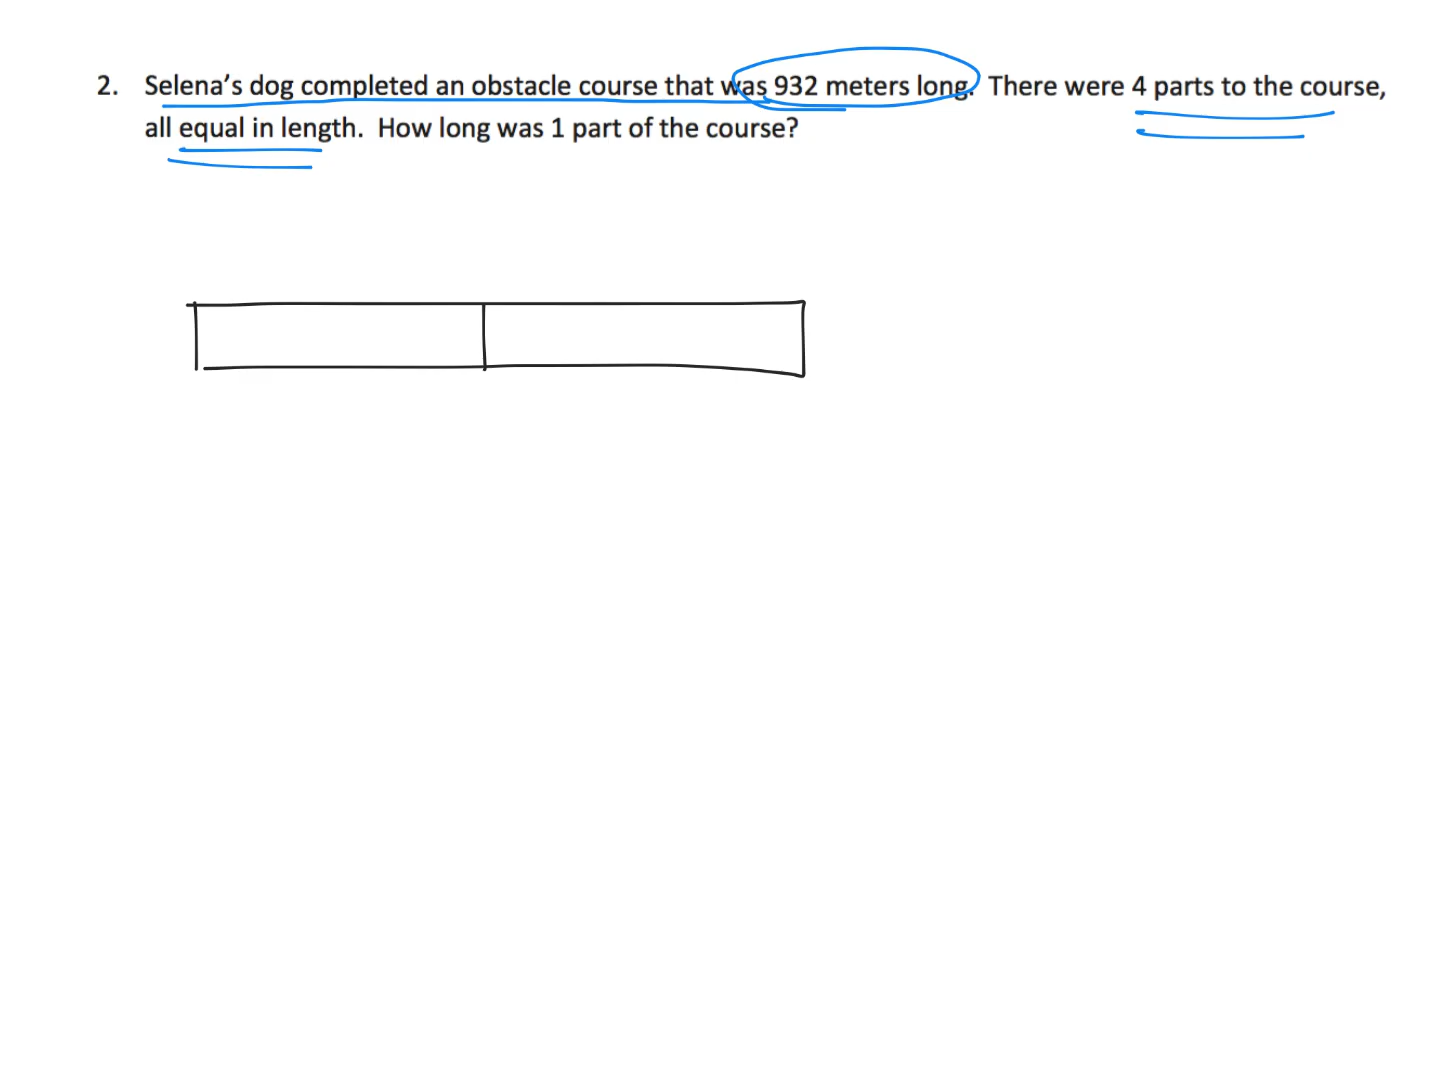 2. Selena’s dog completed an obstacle course that was 932 meters long. There were 4 parts to the course,
all equal in length. How long was 1 part of the course?